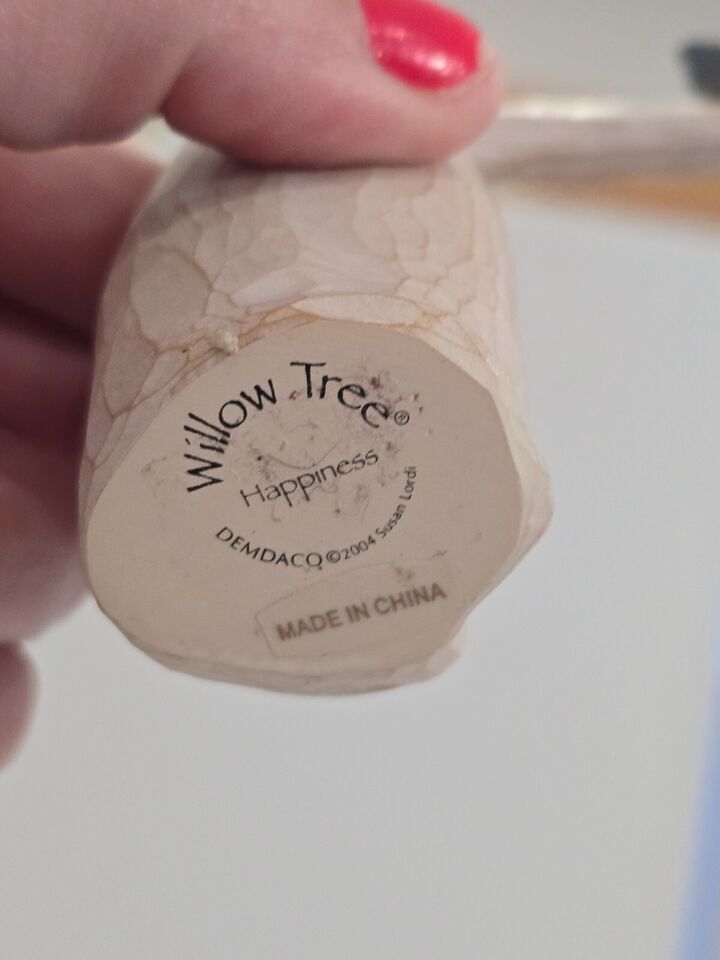 Willow Tree®
Happiness
DEMDACO ©2004 Susan Lordi
MADE IN CHINA